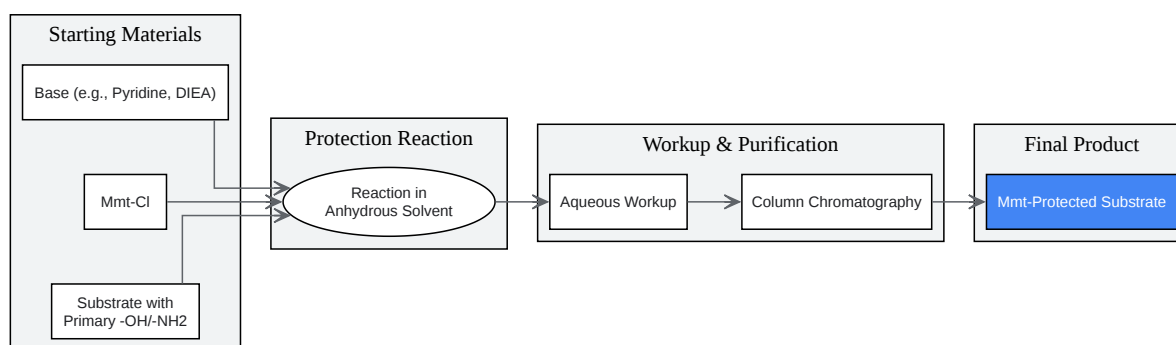 Starting Materials
Base (e.g., Pyridine, DIEA)
Mmt-Cl
Substrate with
Primary -OH/-NH2
Protection Reaction
Reaction in
Anhydrous Solvent
Workup & Purification
Aqueous Workup
Column Chromatography
Final Product
Mmt-Protected Substrate